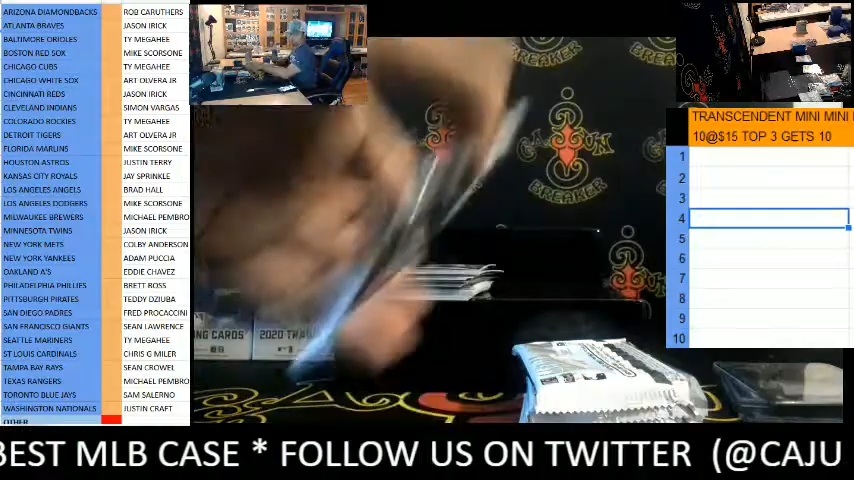 ARIZONA DIAMONDBACKS ROB CARUTHERS
ATLANTA BRAVES JASON IRICK
BALTIMORE ORIOLES TY MEGAHEE
BOSTON RED SOX MIKE SCORSONE
CHICAGO CUBS TY MEGAHEE
CHICAGO WHITE SOX ART OLVERA JR
CINCINNATI REDS JASON IRICK
CLEVELAND INDIANS SIMON VARGAS
COLORADO ROCKIES TY MEGAHEE
DETROIT TIGERS ART OLVERA JR
FLORIDA MARLINS MIKE SCORSONE
HOUSTON ASTROS JUSTIN TERRY
KANSAS CITY ROYALS JAY SPRINKLE
LOS ANGELES ANGELS BRAD HALL
LOS ANGELES DODGERS MIKE SCORSONE
MILWAUKEE BREWERS MICHAEL PEMBRO
MINNESOTA TWINS JASON IRICK
NEW YORK METS COLBY ANDERSON
NEW YORK YANKEES ADAM PUCCIA
OAKLAND A'S EDDIE CHAVEZ
PHILADELPHIA PHILLIES BRETT ROSS
PITTSBURGH PIRATES TEDDY DZIUBA
SAN DIEGO PADRES FRED PROCACCINI
SAN FRANCISCO GIANTS SEAN LAWRENCE
SEATTLE MARINERS TY MEGAHEE
ST LOUIS CARDINALS CHRIS G MILER
TAMPA BAY RAYS SEAN CROWEL
TEXAS RANGERS MICHAEL PEMBRO
TORONTO BLUE JAYS SAM SALERNO
WASHINGTON NATIONALS JUSTIN CRAFT
OTHER
BREAKER
CAJUN
BREAKER
BREAKER
ING CARDS
2020 TRA
TRANSCENDENT MINI MINI
10@$15 TOP 3 GETS 10
1
2
3
4
5
6
7
8
9
10
BEST MLB CASE * FOLLOW US ON TWITTER (@CAJU